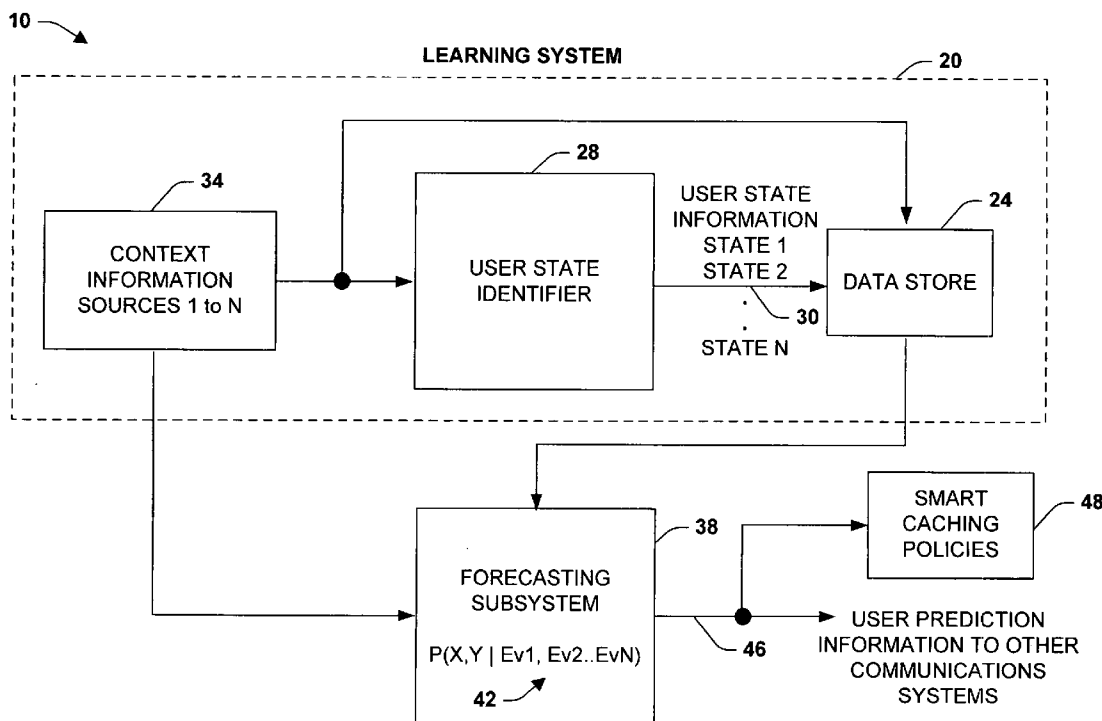 10
LEARNING SYSTEM
20
34
CONTEXT
INFORMATION
SOURCES 1 to N
28
USER STATE
IDENTIFIER
USER STATE
INFORMATION
STATE 1
STATE 2
.
.
STATE N
30
24
DATA STORE
38
FORECASTING
SUBSYSTEM
P(X,Y | Ev1, Ev2..EvN)
42
46
SMART
CACHING
POLICIES
48
USER PREDICTION
INFORMATION TO OTHER
COMMUNICATIONS
SYSTEMS